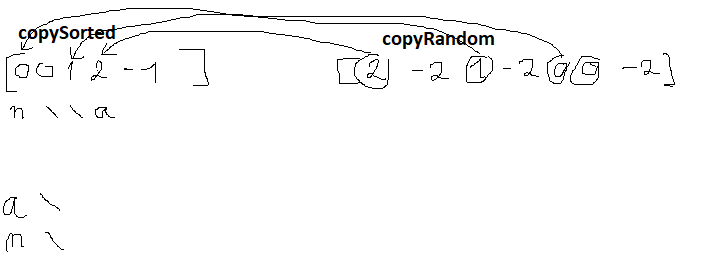 copySorted copyRandom
[0 0 1 2 -1 ] [2 -2 1 -2 0 0 -2]
n \ \ a
a \
n \